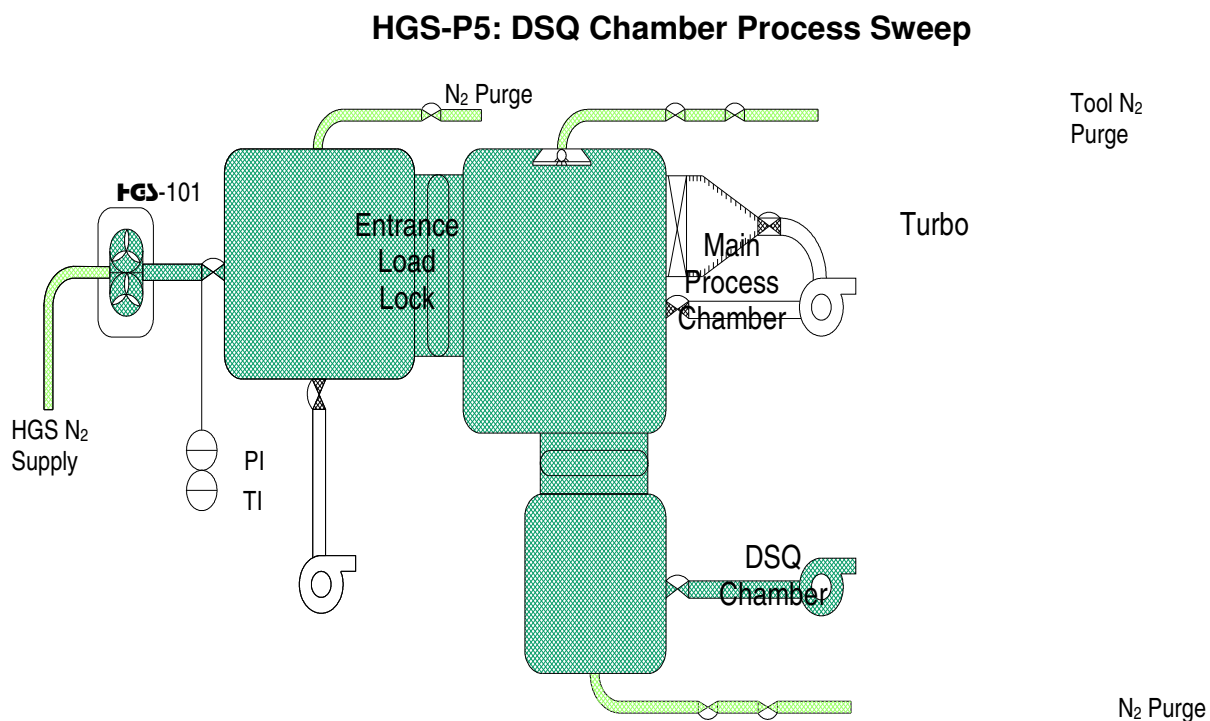 HGS-P5: DSQ Chamber Process Sweep
N₂ Purge
Tool N₂
Purge
HGS-101
Entrance
Load
Lock
Main
Process
Chamber
Turbo
HGS N₂
Supply
PI
TI
DSQ
Chamber
N₂ Purge